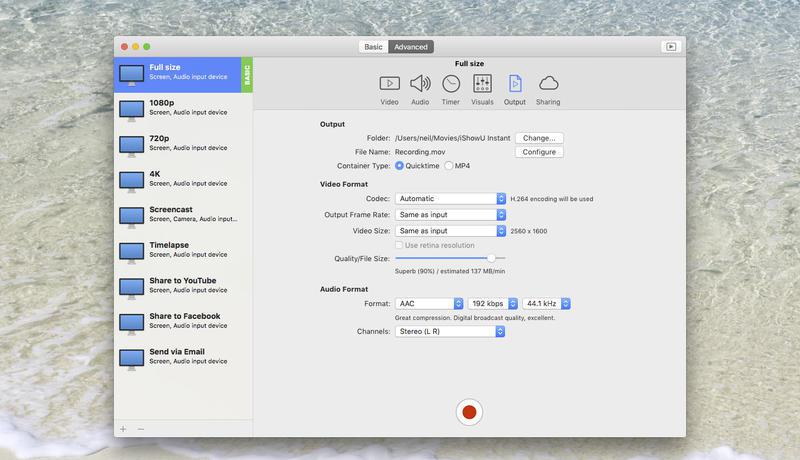 Basic Advanced
Full size
Screen, Audio input device
BASIC
1080p
Screen, Audio input device
720p
Screen, Audio input device
4K
Screen, Audio input device
Screencast
Screen, Camera, Audio input...
Timelapse
Screen, Audio input device
Share to YouTube
Screen, Audio input device
Share to Facebook
Screen, Audio input device
Send via Email
Screen, Audio input device
Full size
Video Audio Timer Visuals Output Sharing
Output
Folder: /Users/neil/Movies/iShowU Instant Change...
File Name: Recording.mov Configure
Container Type: Quicktime MP4
Video Format
Codec: Automatic H.264 encoding will be used
Output Frame Rate: Same as input
Video Size: Same as input 2560 x 1600
Use retina resolution
Quality/File Size:
Superb (90%) / estimated 137 MB/min
Audio Format
Format: AAC 192 kbps 44.1 kHz
Great compression. Digital broadcast quality, excellent.
Channels: Stereo (L R)